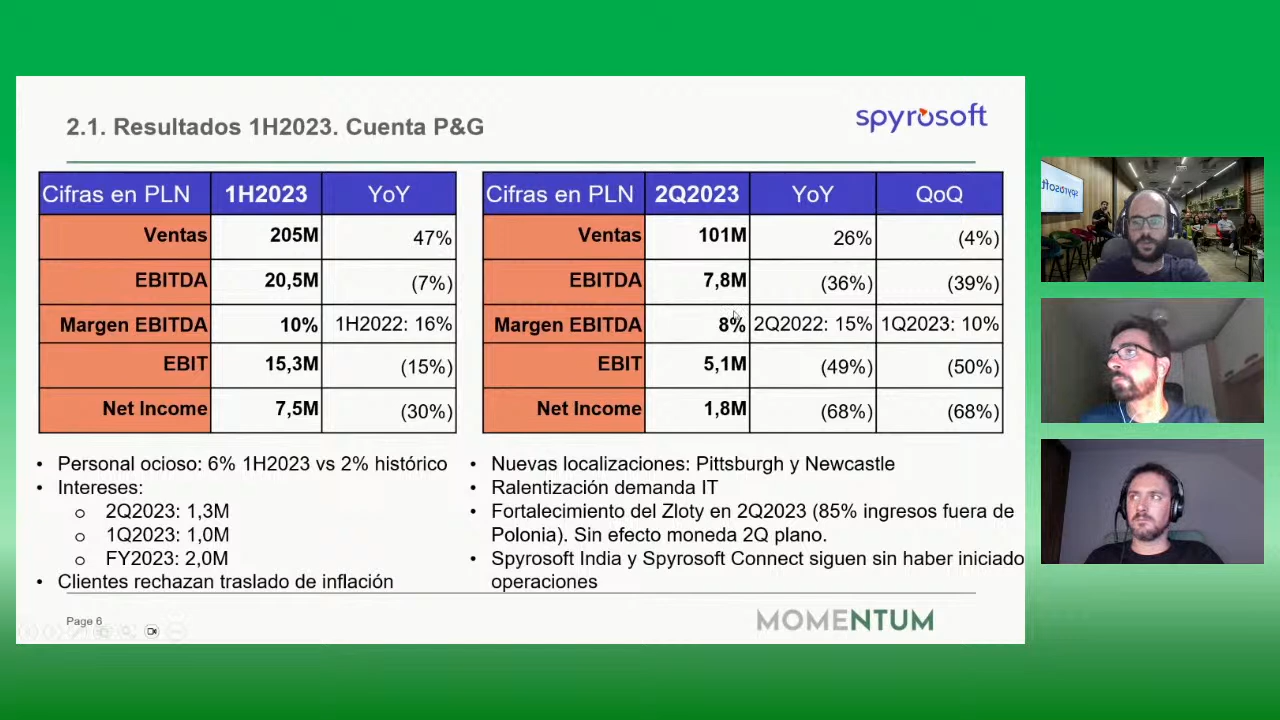 2.1. Resultados 1H2023. Cuenta P&G
spyrosoft
Cifras en PLN 1H2023 YoY
Ventas 205M 47%
EBITDA 20,5M (7%)
Margen EBITDA 10% 1H2022: 16%
EBIT 15,3M (15%)
Net Income 7,5M (30%)
Cifras en PLN 2Q2023 YoY QoQ
Ventas 101M 26% (4%)
EBITDA 7,8M (36%) (39%)
Margen EBITDA 8% 2Q2022: 15% 1Q2023: 10%
EBIT 5,1M (49%) (50%)
Net Income 1,8M (68%) (68%)
• Personal ocioso: 6% 1H2023 vs 2% histórico
• Intereses:
o 2Q2023: 1,3M
o 1Q2023: 1,0M
o FY2023: 2,0M
• Clientes rechazan traslado de inflación
• Nuevas localizaciones: Pittsburgh y Newcastle
• Ralentización demanda IT
• Fortalecimiento del Zloty en 2Q2023 (85% ingresos fuera de
Polonia). Sin efecto moneda 2Q plano.
• Spyrosoft India y Spyrosoft Connect siguen sin haber iniciado
operaciones
Page 6
MOMENTUM
spyrosoft